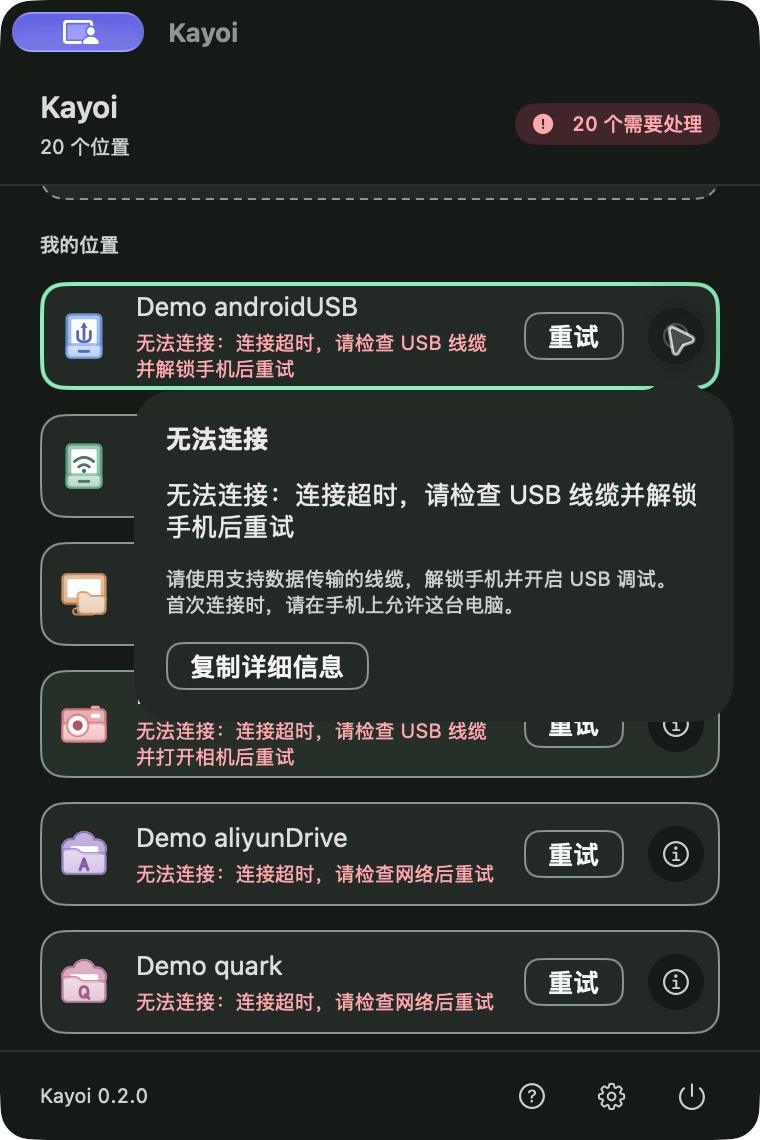 Kayoi
Kayoi
20 个位置
20 个需要处理
我的位置
Demo androidUSB
无法连接：连接超时，请检查 USB 线缆
并解锁手机后重试
重试
无法连接
无法连接：连接超时，请检查 USB 线缆并解锁
手机后重试
请使用支持数据传输的线缆，解锁手机并开启 USB 调试。
首次连接时，请在手机上允许这台电脑。
复制详细信息
无法连接：连接超时，请检查 USB 线缆
并打开相机后重试
重试
Demo aliyunDrive
无法连接：连接超时，请检查网络后重试
重试
A
Demo quark
无法连接：连接超时，请检查网络后重试
重试
Q
Kayoi 0.2.0